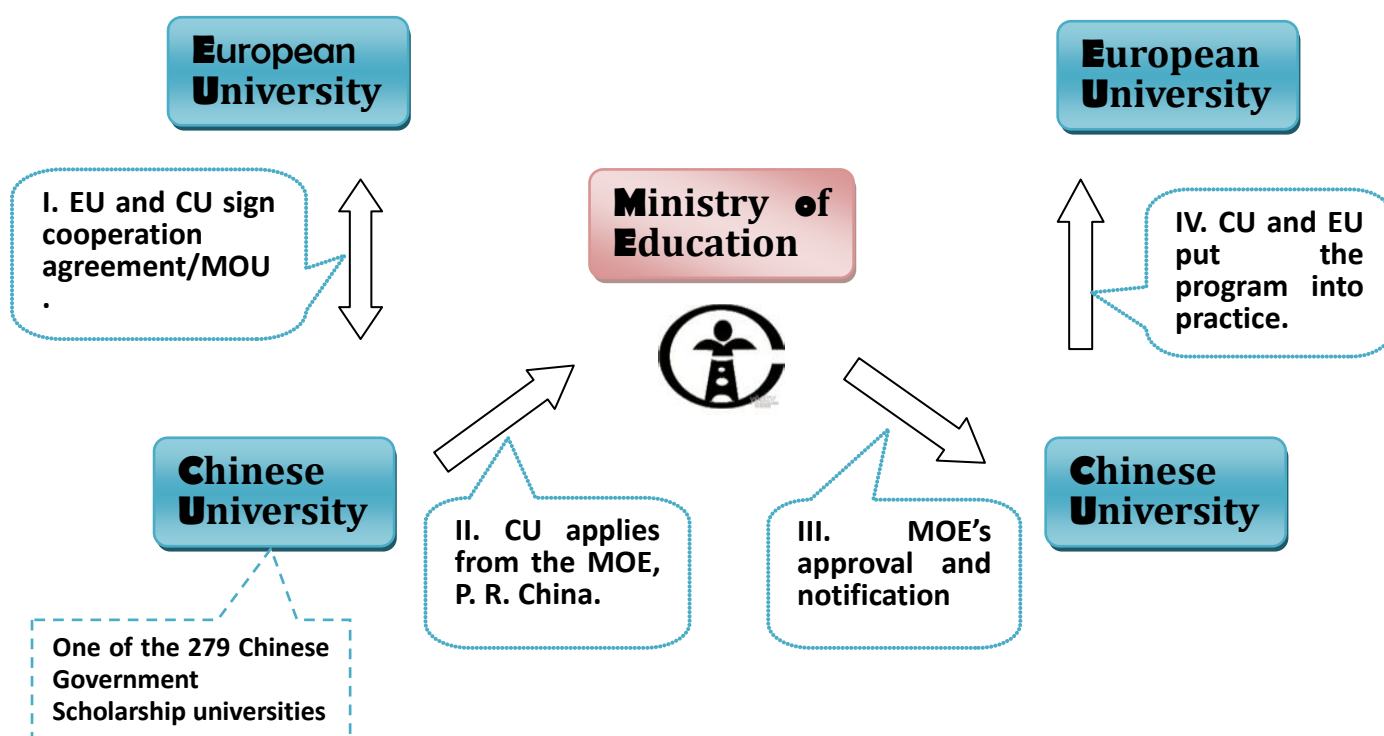 European
University
European
University
I. EU and CU sign
cooperation
agreement/MOU
.
Ministry of
Education
IV. CU and EU
put the
program into
practice.
Chinese
University
II. CU applies
from the MOE,
P. R. China.
III. MOE’s
approval and
notification
Chinese
University
One of the 279 Chinese
Government
Scholarship universities